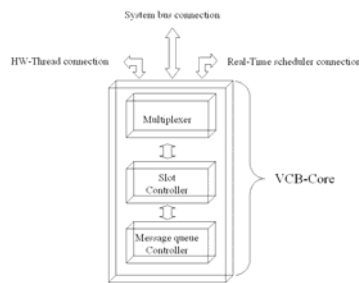 System bus connection
HW-Thread connection
Real-Time scheduler connection
Multiplexer
Slot
Controller
VCB-Core
Message queue
Controller